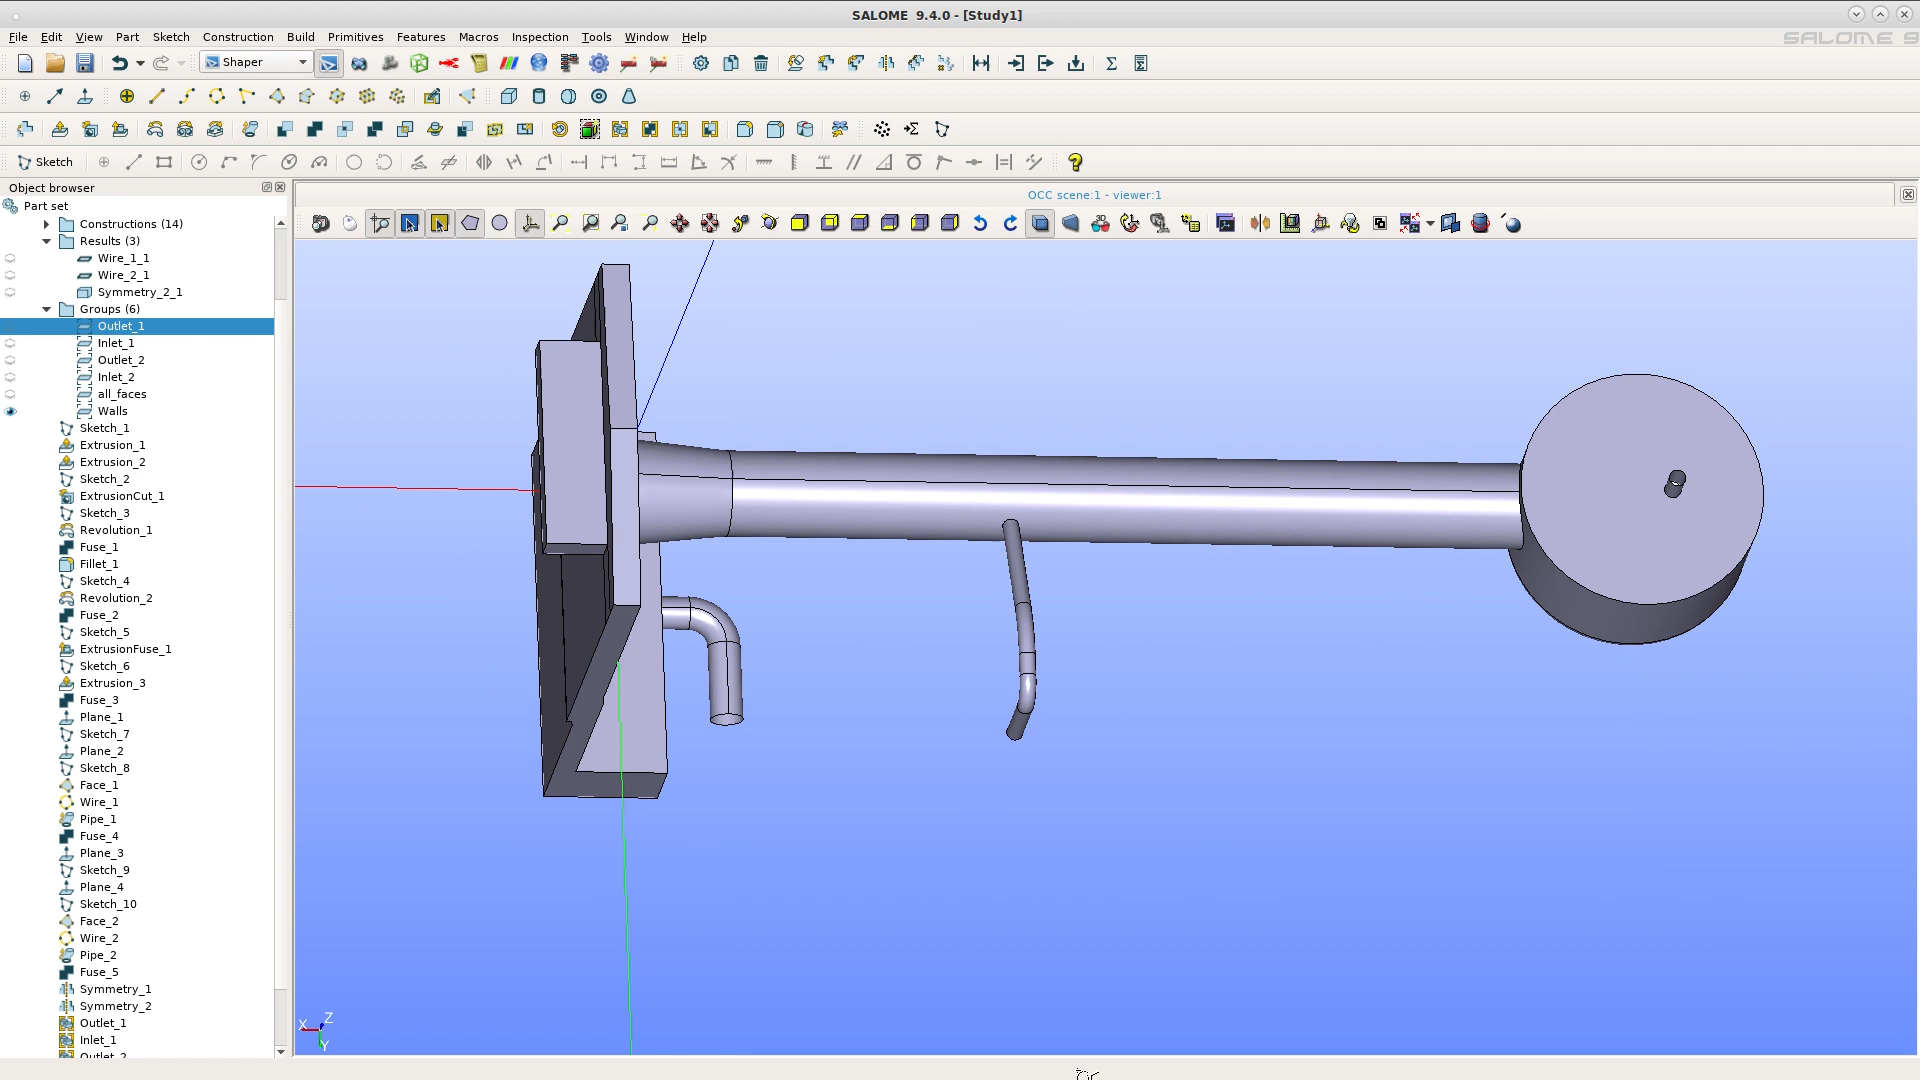 SALOME 9.4.0 - [Study1]
File Edit View Part Sketch Construction Build Primitives Features Macros Inspection Tools Window Help
SALOME 9
Shaper
Sketch
Object browser
OCC scene:1 - viewer:1
Part set
Constructions (14)
Results (3)
Wire_1_1
Wire_2_1
Symmetry_2_1
Groups (6)
Outlet_1
Inlet_1
Outlet_2
Inlet_2
all_faces
Walls
Sketch_1
Extrusion_1
Extrusion_2
Sketch_2
ExtrusionCut_1
Sketch_3
Revolution_1
Fuse_1
Fillet_1
Sketch_4
Revolution_2
Fuse_2
Sketch_5
ExtrusionFuse_1
Sketch_6
Extrusion_3
Fuse_3
Plane_1
Sketch_7
Plane_2
Sketch_8
Face_1
Wire_1
Pipe_1
Fuse_4
Plane_3
Sketch_9
Plane_4
Sketch_10
Face_2
Wire_2
Pipe_2
Fuse_5
Symmetry_1
Symmetry_2
Outlet_1
Inlet_1
Outlet_2
X Z
Y